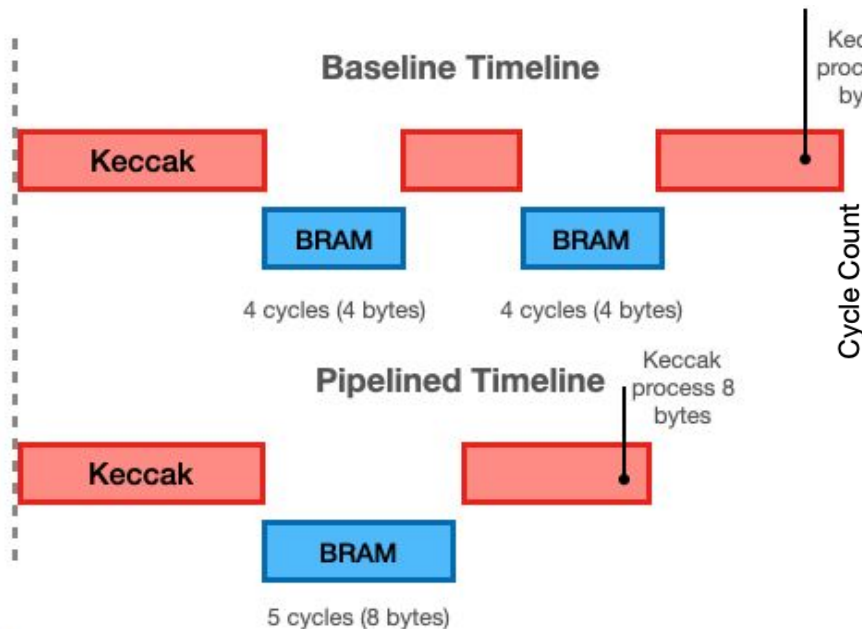 Baseline Timeline
Keccak
BRAM
BRAM
4 cycles (4 bytes)
4 cycles (4 bytes)
Cycle Count
Pipelined Timeline
Keccak
process 8
bytes
Keccak
BRAM
5 cycles (8 bytes)